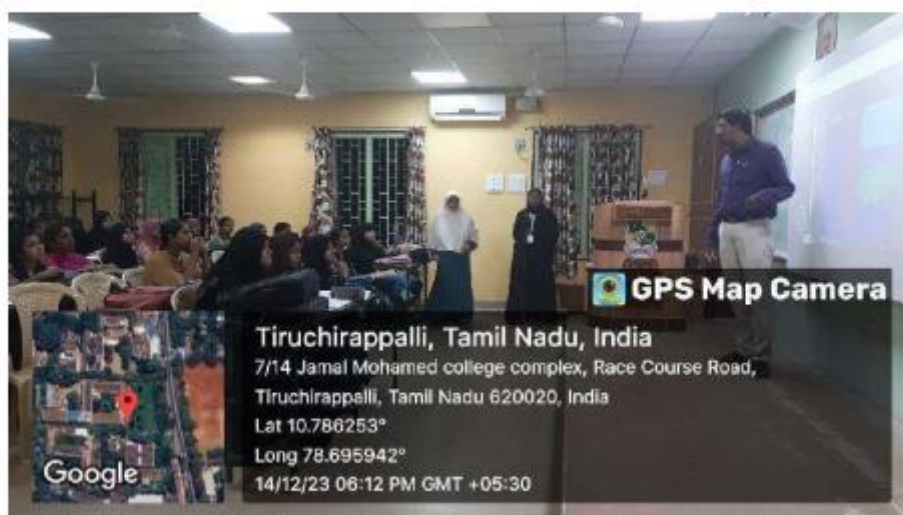 GPS Map Camera
Tiruchirappalli, Tamil Nadu, India
7/14 Jamal Mohamed college complex, Race Course Road,
Tiruchirappalli, Tamil Nadu 620020, India
Lat 10.786253°
Long 78.695942°
14/12/23 06:12 PM GMT +05:30
Google